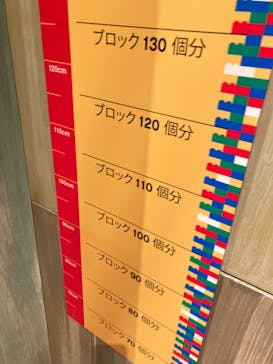 ブロック 130 個分
120cm
ブロック 120 個分
110cm
ブロック 110 個分
100cm
ブロック 100 個分
ブロック 90 個分
ブロック 80 個分
ブロック 70 個分